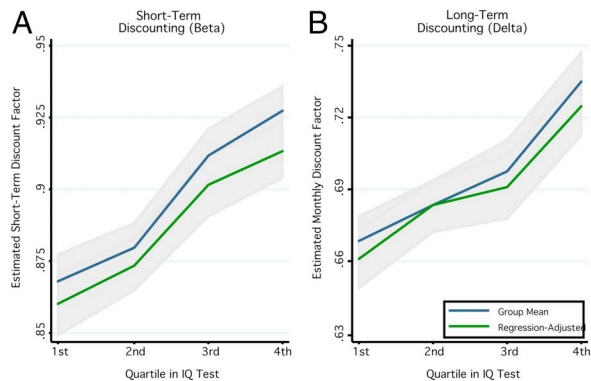 A
Short-Term
Discounting (Beta)
Estimated Short-Term Discount Factor
.95
.925
.9
.875
.85
1st 2nd 3rd 4th
Quartile in IQ Test
B
Long-Term
Discounting (Delta)
Estimated Monthly Discount Factor
.75
.72
.69
.66
.63
1st 2nd 3rd 4th
Quartile in IQ Test
Group Mean
Regression-Adjusted